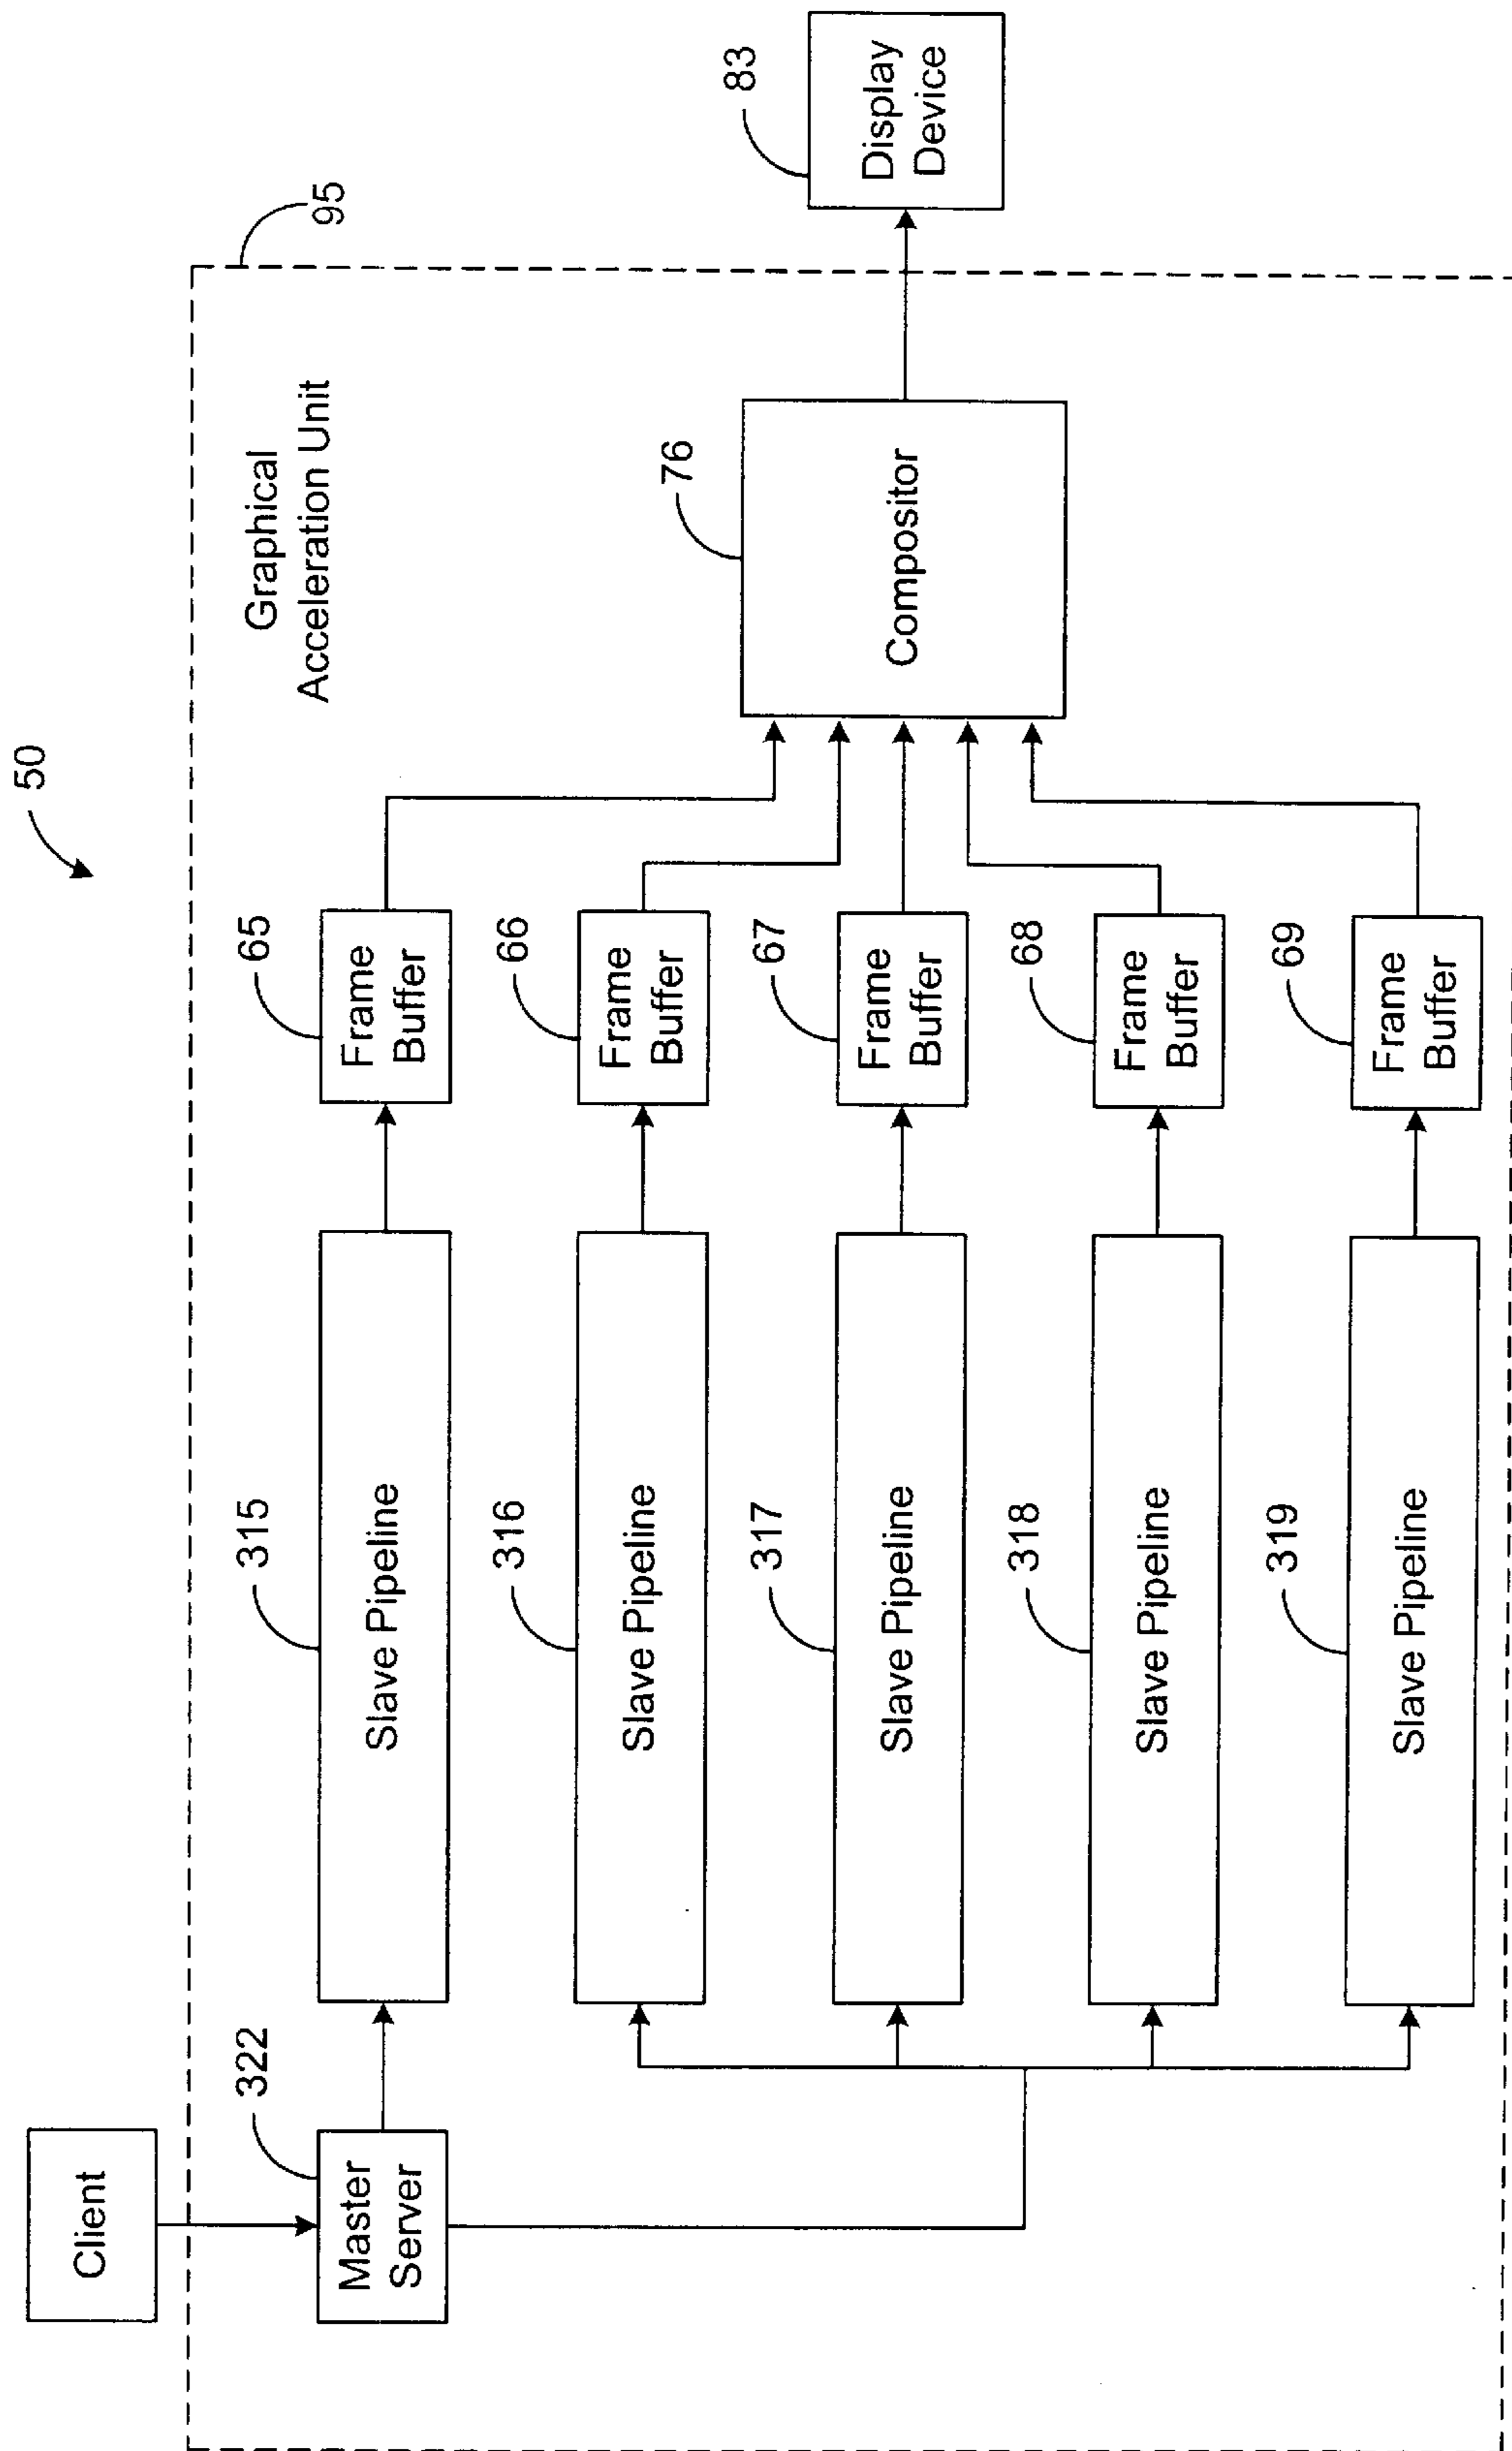 50
Client
322
Master
Server
315
Slave Pipeline
65
Frame
Buffer
316
Slave Pipeline
66
Frame
Buffer
317
Slave Pipeline
67
Frame
Buffer
318
Slave Pipeline
68
Frame
Buffer
319
Slave Pipeline
69
Frame
Buffer
Graphical
Acceleration Unit
95
76
Compositor
83
Display
Device